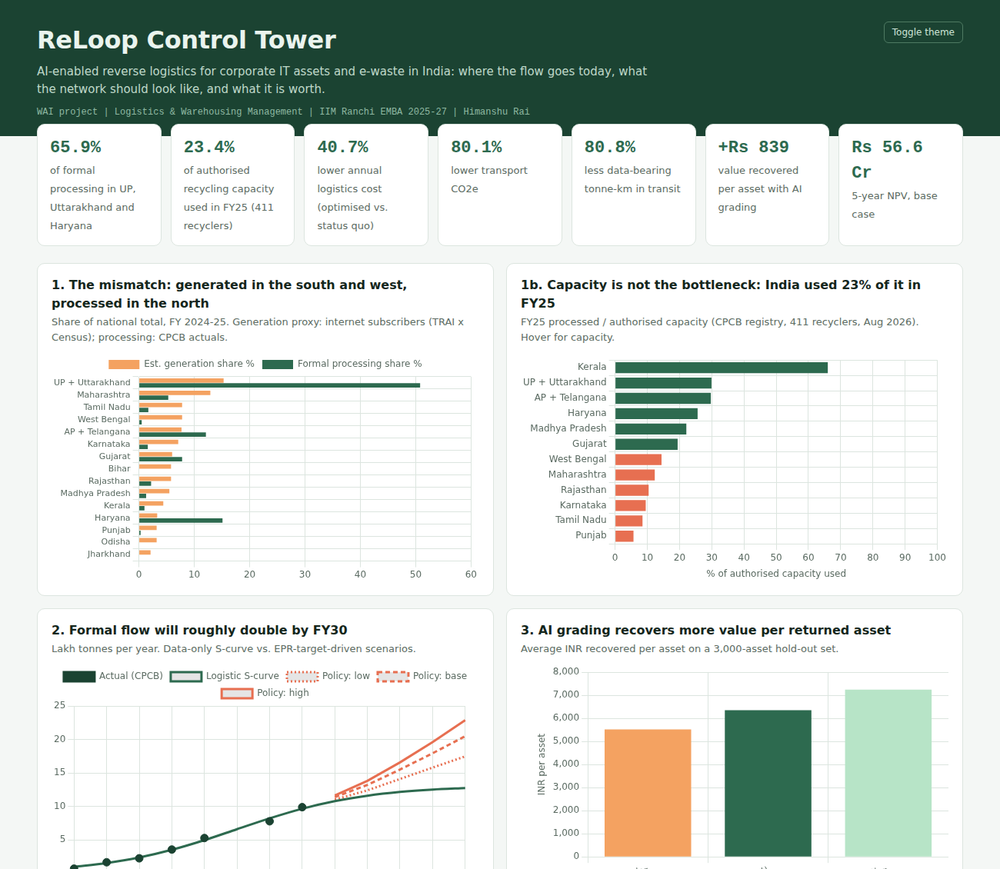 ReLoop Control Tower
Toggle theme
AI-enabled reverse logistics for corporate IT assets and e-waste in India: where the flow goes today, what
the network should look like, and what it is worth.
WAI project | Logistics & Warehousing Management | IIM Ranchi EMBA 2025-27 | Himanshu Rai
65.9%
of formal
processing in UP,
Uttarakhand and
Haryana
23.4%
of authorised
recycling capacity
used in FY25 (411
recyclers)
40.7%
lower annual
logistics cost
(optimised vs.
status quo)
80.1%
lower transport
CO2e
80.8%
less data-bearing
tonne-km in transit
+Rs 839
value recovered
per asset with AI
grading
Rs 56.6
Cr
5-year NPV, base
case
1. The mismatch: generated in the south and west,
processed in the north
Share of national total, FY 2024-25. Generation proxy: internet subscribers (TRAI x
Census); processing: CPCB actuals.
Est. generation share %
Formal processing share %
UP + Uttarakhand
Maharashtra
Tamil Nadu
West Bengal
AP + Telangana
Karnataka
Gujarat
Bihar
Rajasthan
Madhya Pradesh
Kerala
Haryana
Punjab
Odisha
Jharkhand
0 10 20 30 40 50 60
1b. Capacity is not the bottleneck: India used 23% of it in
FY25
FY25 processed / authorised capacity (CPCB registry, 411 recyclers, Aug 2026).
Hover for capacity.
Kerala
UP + Uttarakhand
AP + Telangana
Haryana
Madhya Pradesh
Gujarat
West Bengal
Maharashtra
Rajasthan
Karnataka
Tamil Nadu
Punjab
0 10 20 30 40 50 60 70 80 90 100
% of authorised capacity used
2. Formal flow will roughly double by FY30
Lakh tonnes per year. Data-only S-curve vs. EPR-target-driven scenarios.
Actual (CPCB)
Logistic S-curve
Policy: low
Policy: base
Policy: high
25
20
15
10
5
3. AI grading recovers more value per returned asset
Average INR recovered per asset on a 3,000-asset hold-out set.
INR per asset
8,000
7,000
6,000
5,000
4,000
3,000
2,000
1,000
0